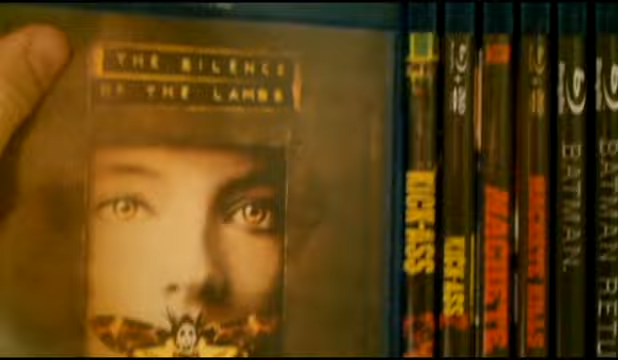 THE SILENCE
OF THE LAMBS
KICK-ASS
KICK-ASS
MACHETE
MACHETE KILLS
BATMAN
BATMAN RETU